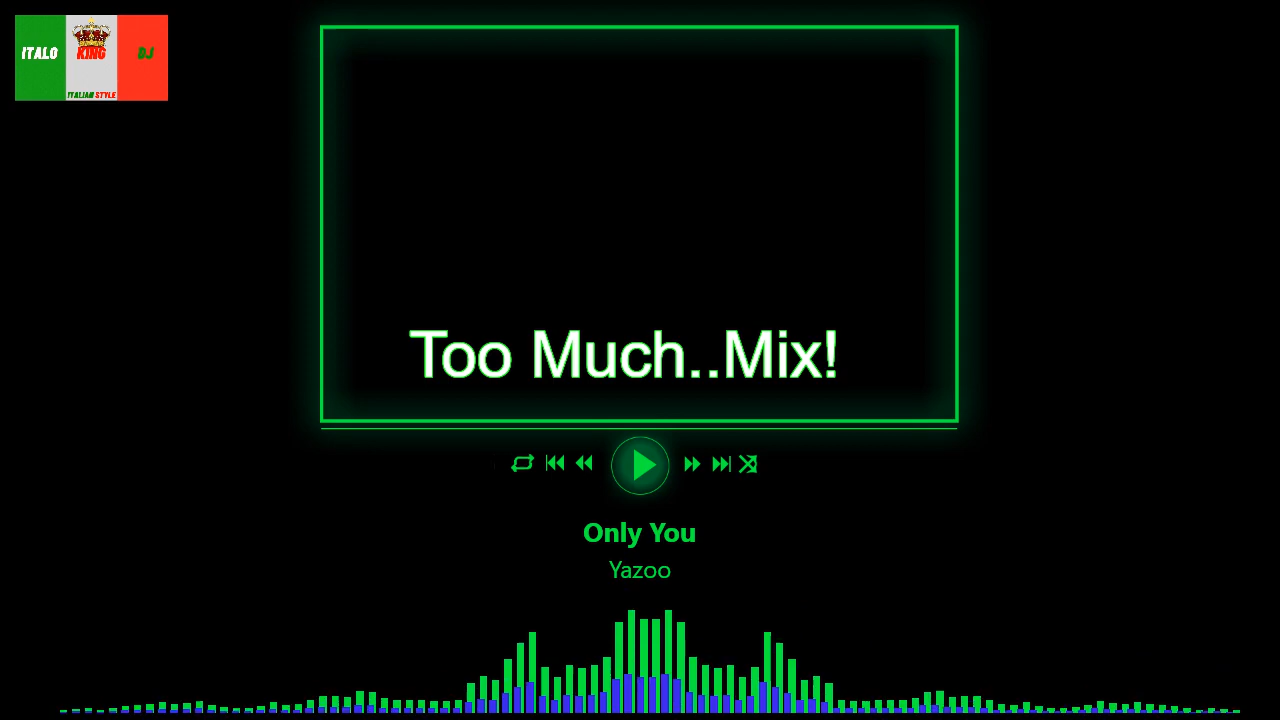 ITALO KING DJ
ITALIAN STYLE
Too Much..Mix!
Only You
Yazoo